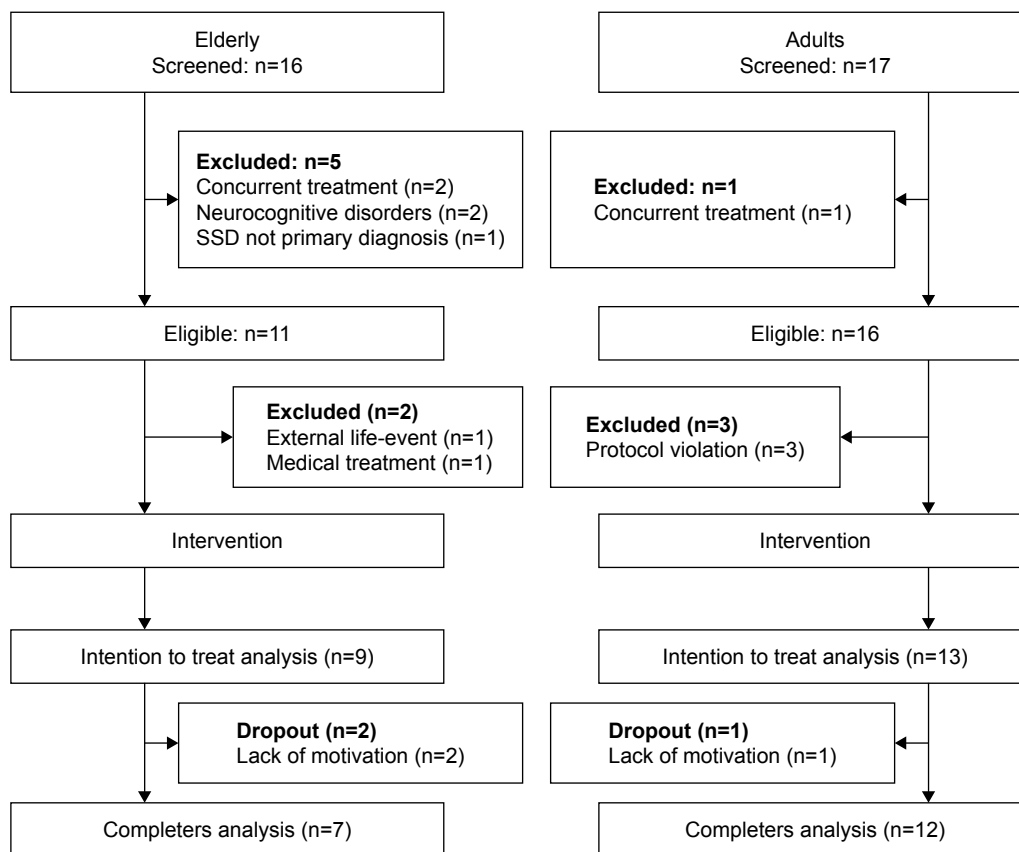 Elderly
Screened: n=16
Adults
Screened: n=17
Excluded: n=5
Concurrent treatment (n=2)
Neurocognitive disorders (n=2)
SSD not primary diagnosis (n=1)
Excluded: n=1
Concurrent treatment (n=1)
Eligible: n=11
Eligible: n=16
Excluded (n=2)
External life-event (n=1)
Medical treatment (n=1)
Excluded (n=3)
Protocol violation (n=3)
Intervention
Intervention
Intention to treat analysis (n=9)
Intention to treat analysis (n=13)
Dropout (n=2)
Lack of motivation (n=2)
Dropout (n=1)
Lack of motivation (n=1)
Completers analysis (n=7)
Completers analysis (n=12)